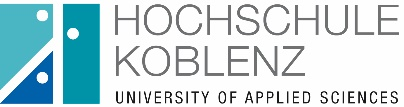 HOCHSCHULE
KOBLENZ
UNIVERSITY OF APPLIED SCIENCES